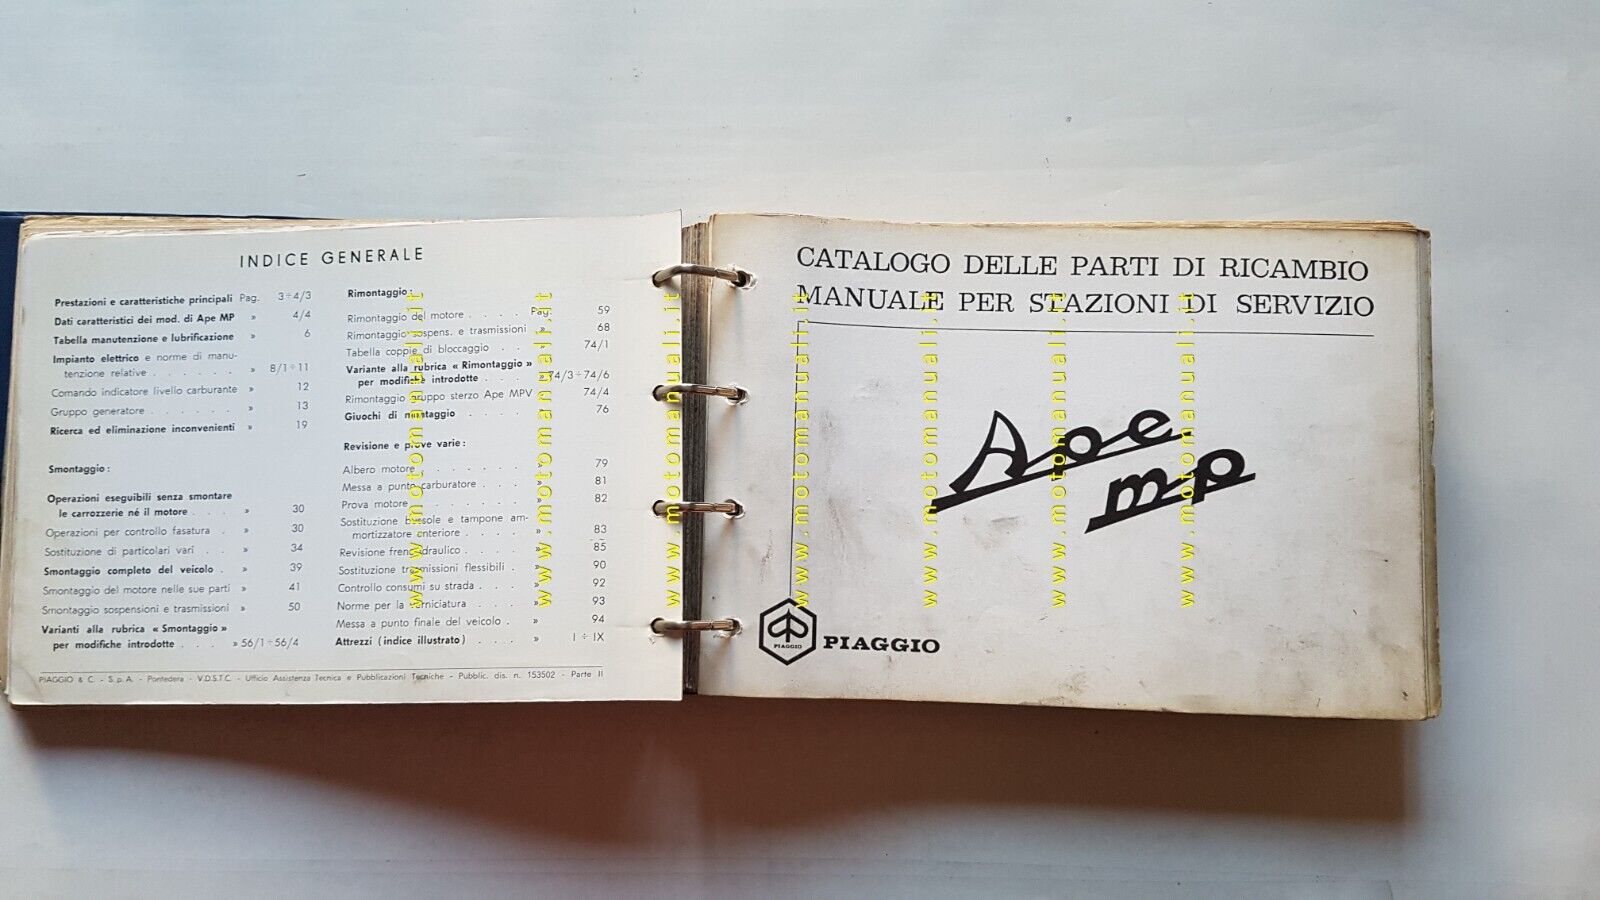 INDICE GENERALE
Prestazioni e caratteristiche principali Pag. 3÷4/3
Dati caratteristici dei mod. di Ape MP » 4/4
Tabella manutenzione e lubrificazione » 6
Impianto elettrico e norme di manu-
tenzione relative . . . . . . » 8/1÷11
Comando indicatore livello carburante » 12
Gruppo generatore . . . . . . » 13
Ricerca ed eliminazione inconvenienti » 19
Smontaggio:
Operazioni eseguibili senza smontare
le carrozzerie né il motore . . . » 30
Operazioni per controllo fasatura . » 30
Sostituzione di particolari vari . . » 34
Smontaggio completo del veicolo . » 39
Smontaggio del motore nelle sue parti » 41
Smontaggio sospensioni e trasmissioni » 50
Varianti alla rubrica « Smontaggio »
per modifiche introdotte . . . . » 56/1÷56/4
Rimontaggio:
Rimontaggio del motore . . . . Pag. 59
Rimontaggio sospens. e trasmissioni » 68
Tabella coppie di bloccaggio . . » 74/1
Variante alla rubrica « Rimontaggio »
per modifiche introdotte . . . » 74/3÷74/6
Rimontaggio gruppo sterzo Ape MPV » 74/4
Giuochi di montaggio . . . . » 76
Revisione e prove varie:
Albero motore . . . . . . » 79
Messa a punto carburatore . . . » 81
Prova motore . . . . . . » 82
Sostituzione bussole e tampone am-
mortizzatore anteriore . . . . » 83
Revisione freno idraulico . . . . » 85
Sostituzione trasmissioni flessibili . » 90
Controllo consumi su strada . . . » 92
Norme per la verniciatura . . . » 93
Messa a punto finale del veicolo . » 94
Attrezzi (indice illustrato) . . . . » I ÷ IX
PIAGGIO & C. - S.p.A. - Pontedera - V.D.S.T.C. - Ufficio Assistenza Tecnica e Pubblicazioni Tecniche - Pubblic. dis. n. 153502 - Parte II
CATALOGO DELLE PARTI DI RICAMBIO
MANUALE PER STAZIONI DI SERVIZIO
Ape
mp
PIAGGIO
PIAGGIO
www.motomanuali.it
www.motomanuali.it
www.motomanuali.it
www.motomanuali.it
www.motomanuali.it
www.motomanuali.it
www.motomanuali.it